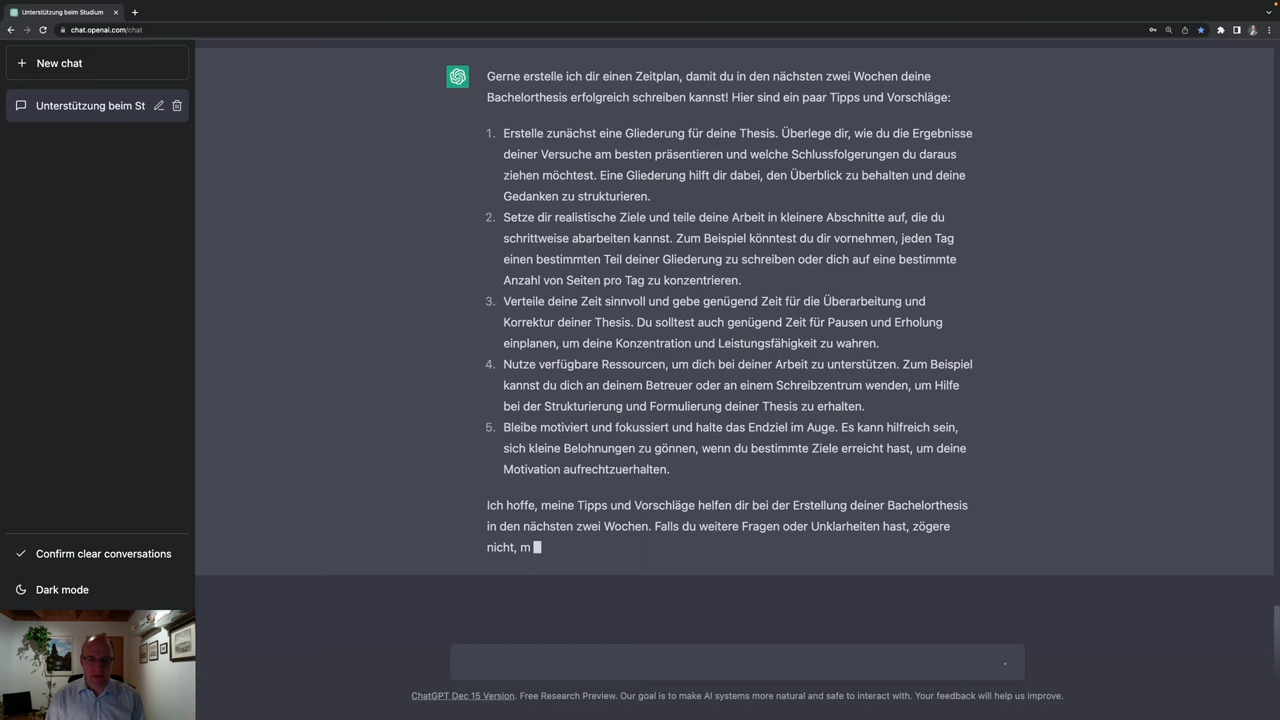 Unterstützung beim Studium
chat.openai.com/chat
New chat
Unterstützung beim St
Gerne erstelle ich dir einen Zeitplan, damit du in den nächsten zwei Wochen deine
Bachelorthesis erfolgreich schreiben kannst! Hier sind ein paar Tipps und Vorschläge:
1. Erstelle zunächst eine Gliederung für deine Thesis. Überlege dir, wie du die Ergebnisse
deiner Versuche am besten präsentieren und welche Schlussfolgerungen du daraus
ziehen möchtest. Eine Gliederung hilft dir dabei, den Überblick zu behalten und deine
Gedanken zu strukturieren.
2. Setze dir realistische Ziele und teile deine Arbeit in kleinere Abschnitte auf, die du
schrittweise abarbeiten kannst. Zum Beispiel könntest du dir vornehmen, jeden Tag
einen bestimmten Teil deiner Gliederung zu schreiben oder dich auf eine bestimmte
Anzahl von Seiten pro Tag zu konzentrieren.
3. Verteile deine Zeit sinnvoll und gebe genügend Zeit für die Überarbeitung und
Korrektur deiner Thesis. Du solltest auch genügend Zeit für Pausen und Erholung
einplanen, um deine Konzentration und Leistungsfähigkeit zu wahren.
4. Nutze verfügbare Ressourcen, um dich bei deiner Arbeit zu unterstützen. Zum Beispiel
kannst du dich an deinem Betreuer oder an einem Schreibzentrum wenden, um Hilfe
bei der Strukturierung und Formulierung deiner Thesis zu erhalten.
5. Bleibe motiviert und fokussiert und halte das Endziel im Auge. Es kann hilfreich sein,
sich kleine Belohnungen zu gönnen, wenn du bestimmte Ziele erreicht hast, um deine
Motivation aufrechtzuerhalten.
Ich hoffe, meine Tipps und Vorschläge helfen dir bei der Erstellung deiner Bachelorthesis
in den nächsten zwei Wochen. Falls du weitere Fragen oder Unklarheiten hast, zögere
nicht, m
Confirm clear conversations
Dark mode
ChatGPT Dec 15 Version. Free Research Preview. Our goal is to make AI systems more natural and safe to interact with. Your feedback will help us improve.